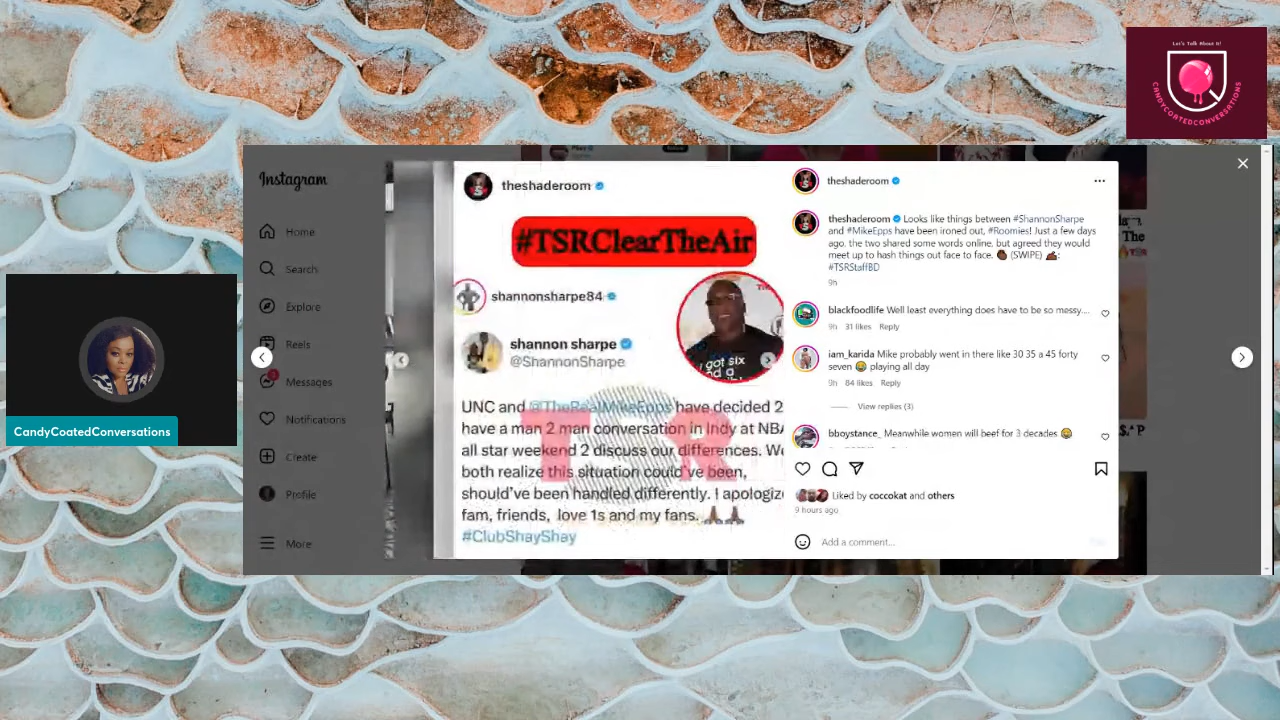 Let's Talk About It!
CANDYCOATEDCONVERSATIONS
CandyCoatedConversations
Instagram
Home
Search
Explore
Reels
Messages
Notifications
Create
Profile
More
theshaderoom
#TSRClearTheAir
shannonsharpe84
shannon sharpe
@ShannonSharpe
UNC and @TheRealMikeEpps have decided 2
have a man 2 man conversation in Indy at NBA
all star weekend 2 discuss our differences. We
both realize this situation could've been,
should've been handled differently. I apologize
fam, friends, love 1s and my fans.
#ClubShayShay
TSR
got six
and a
theshaderoom
theshaderoom Looks like things between #ShannonSharpe
and #MikeEpps have been ironed out, #Roomies! Just a few days
ago, the two shared some words online, but agreed they would
meet up to hash things out face to face. (SWIPE) :
#TSRStaffBD
9h
blackfoodlife Well least everything does have to be so messy....
9h 31 likes Reply
iam_karida Mike probably went in there like 30 35 a 45 forty
seven 😂 playing all day
9h 84 likes Reply
View replies (3)
bboystance_ Meanwhile women will beef for 3 decades 😂
Liked by coccokat and others
9 hours ago
Add a comment...